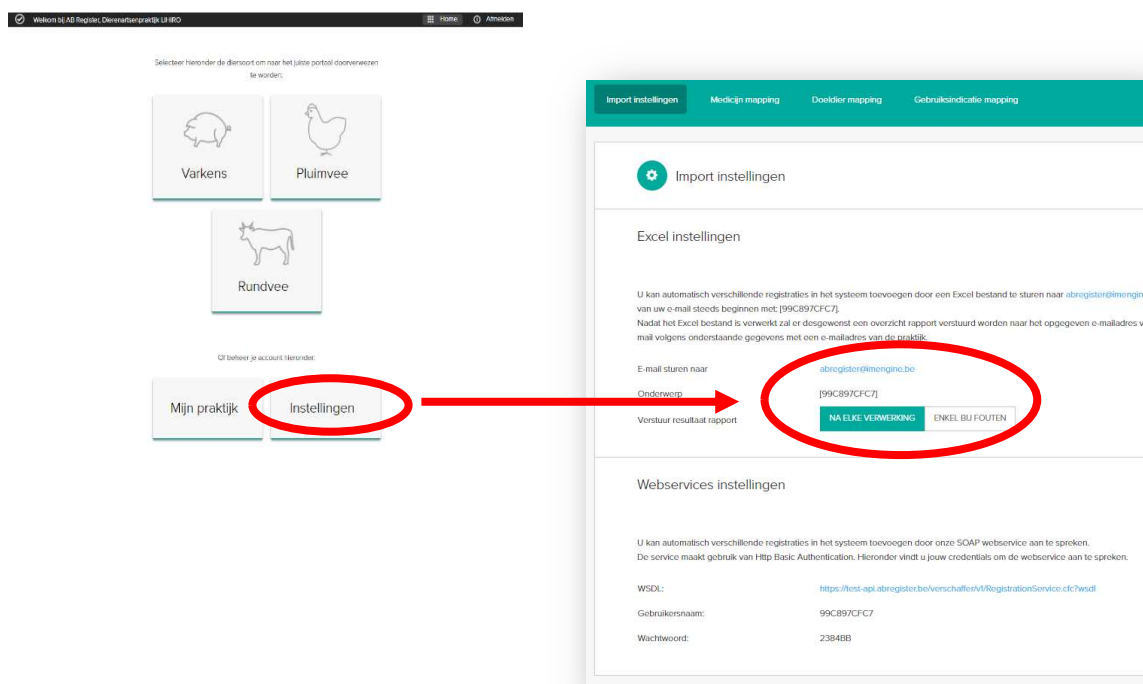 Welkom bij AB Register, Dierenartsenpraktijk LIHIRO
Home
Afmelden
Selecteer hieronder de diersoort om naar het juiste portaal doorverwezen
te worden:
Varkens
Pluimvee
Rundvee
Of beheer je account hieronder:
Mijn praktijk
Instellingen
Import instellingen
Medicijn mapping
Doeldier mapping
Gebruiksindicatie mapping
Import instellingen
Excel instellingen
U kan automatisch verschillende registraties in het systeem toevoegen door een Excel bestand te sturen naar abregister@imengin
van uw e-mail steeds beginnen met: [99C897CFC7].
Nadat het Excel bestand is verwerkt zal er desgewenst een overzicht rapport verstuurd worden naar het opgegeven e-mailadres v
mail volgens onderstaande gegevens met een e-mailadres van de praktijk.
E-mail sturen naar abregister@imengine.be
Onderwerp [99C897CFC7]
Verstuur resultaat rapport NA ELKE VERWERKING ENKEL BIJ FOUTEN
Webservices instellingen
U kan automatisch verschillende registraties in het systeem toevoegen door onze SOAP webservice aan te spreken.
De service maakt gebruik van Http Basic Authentication. Hieronder vindt u jouw credentials om de webservice aan te spreken.
WSDL: https://test-api.abregister.be/verschaffer/v1/RegistrationService.cfc?wsdl
Gebruikersnaam: 99C897CFC7
Wachtwoord: 2384BB